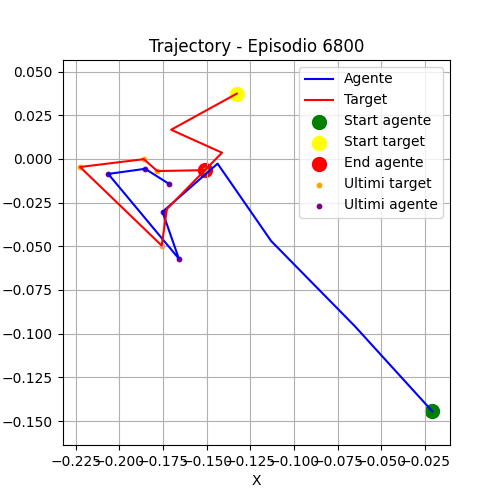 Trajectory - Episodio 6800
Agente
Target
Start agente
Start target
End agente
Ultimi target
Ultimi agente
0.050
0.025
0.000
−0.025
−0.050
−0.075
−0.100
−0.125
−0.150
−0.225 −0.200 −0.175 −0.150 −0.125 −0.100 −0.075 −0.050 −0.025
X